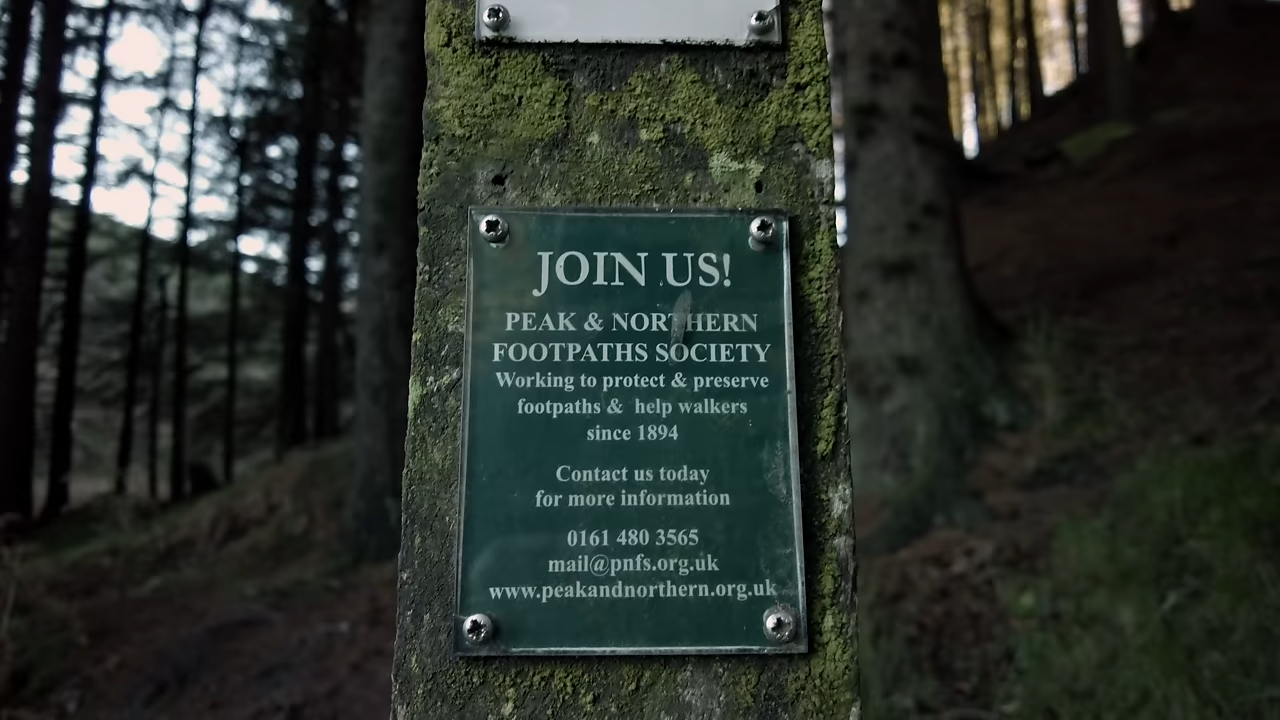 JOIN US!
PEAK & NORTHERN
FOOTPATHS SOCIETY
Working to protect & preserve
footpaths & help walkers
since 1894
Contact us today
for more information
0161 480 3565
mail@pnfs.org.uk
www.peakandnorthern.org.uk